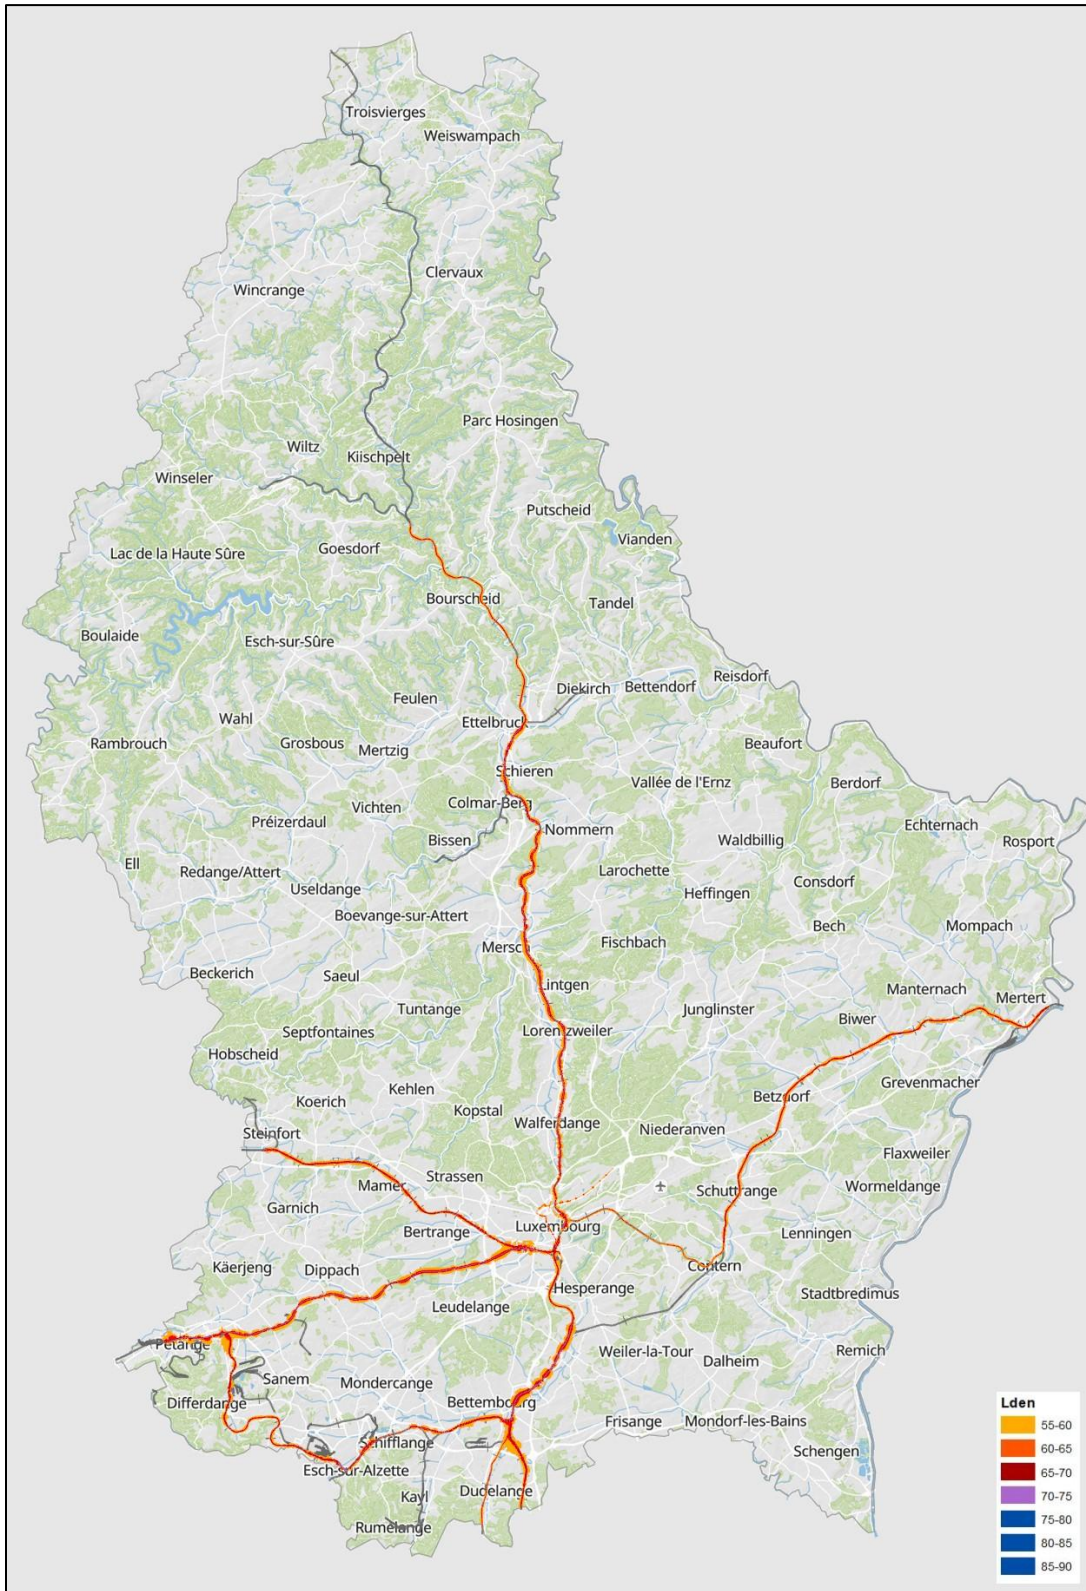 Troisvierges
Weiswampach
Clervaux
Wincrange
Parc Hosingen
Wiltz
Kiischpelt
Winseler
Putscheid
Vianden
Goesdorf
Lac de la Haute Sûre
Bourscheid
Tandel
Boulaide
Esch-sur-Sûre
Reisdorf
Diekirch
Bettendorf
Feulen
Wahl
Ettelbruck
Rambrouch
Grosbous
Mertzig
Beaufort
Schieren
Vallée de l'Ernz
Berdorf
Colmar-Berg
Vichten
Préizerdaul
Nommern
Echternach
Bissen
Waldbillig
Rosport
Ell
Redange/Attert
Larochette
Useldange
Heffingen
Consdorf
Boevange-sur-Attert
Bech
Mompach
Mersch
Fischbach
Beckerich
Saeul
Lintgen
Manternach
Mertert
Tuntange
Junglinster
Biwer
Septfontaines
Lorentzweiler
Hobscheid
Grevenmacher
Kehlen
Betzdorf
Koerich
Kopstal
Walferdange
Niederanven
Steinfort
Flaxweiler
Strassen
Mamer
Schuttrange
Wormeldange
Garnich
Bertrange
Luxembourg
Lenningen
Käerjeng
Dippach
Contern
Hesperange
Stadtbredimus
Leudelange
Pétange
Weiler-la-Tour
Dalheim
Remich
Sanem
Mondercange
Differdange
Bettembourg
Frisange
Mondorf-les-Bains
Schifflange
Schengen
Esch-sur-Alzette
Kayl
Dudelange
Rumelange
Lden
55-60
60-65
65-70
70-75
75-80
80-85
85-90